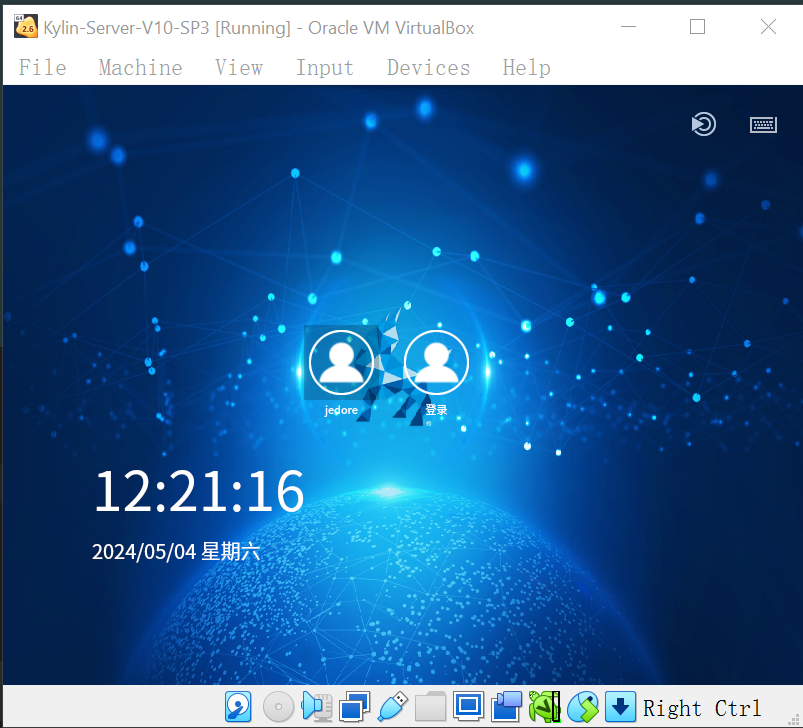 Kylin-Server-V10-SP3 [Running] - Oracle VM VirtualBox
File Machine View Input Devices Help
jedore 登录
12:21:16
2024/05/04 星期六
Right Ctrl